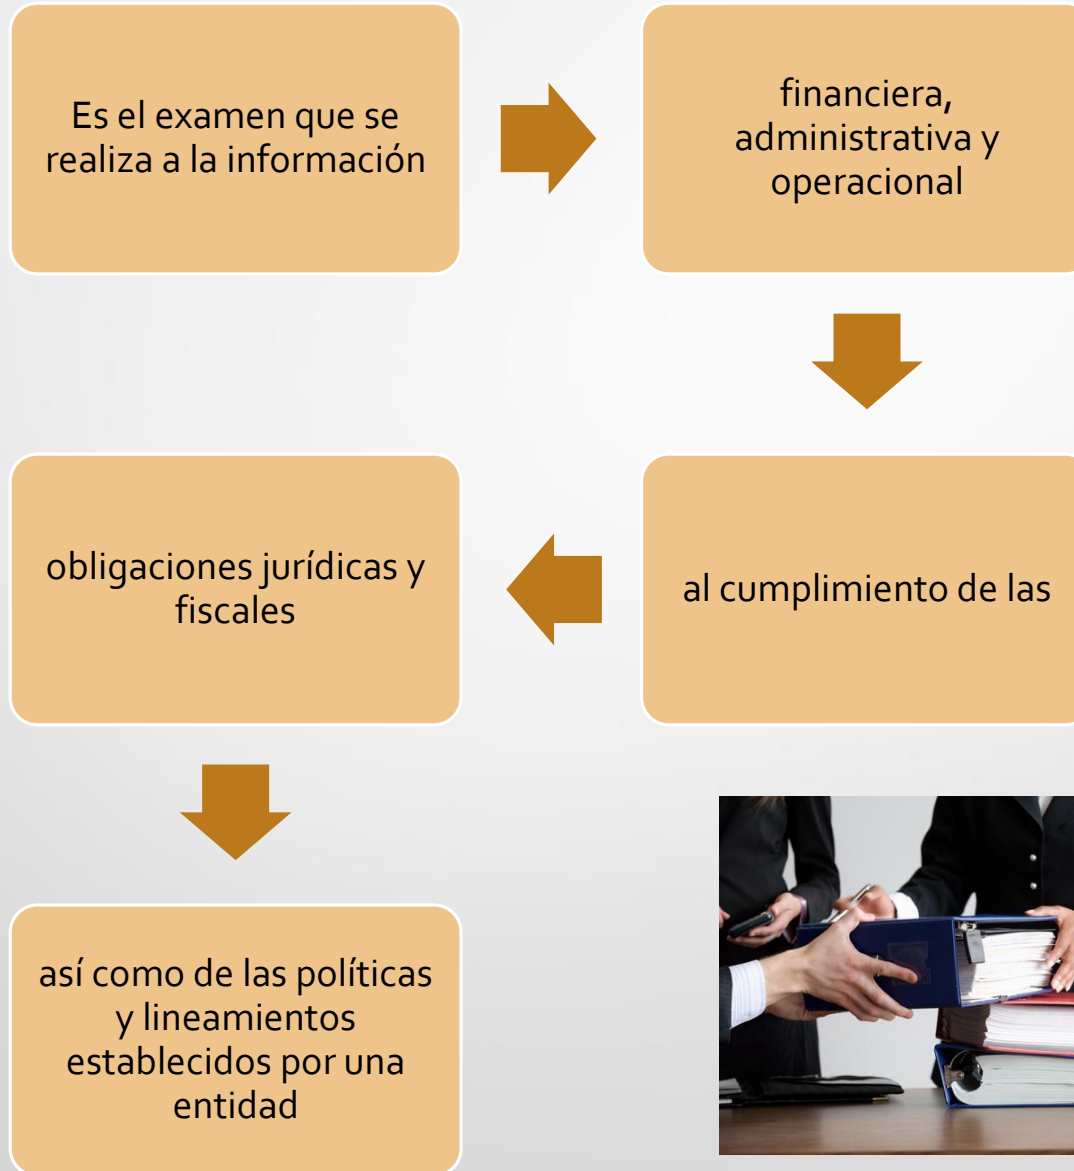 Es el examen que se
realiza a la información
financiera,
administrativa y
operacional
al cumplimiento de las
obligaciones jurídicas y
fiscales
así como de las políticas
y lineamientos
establecidos por una
entidad